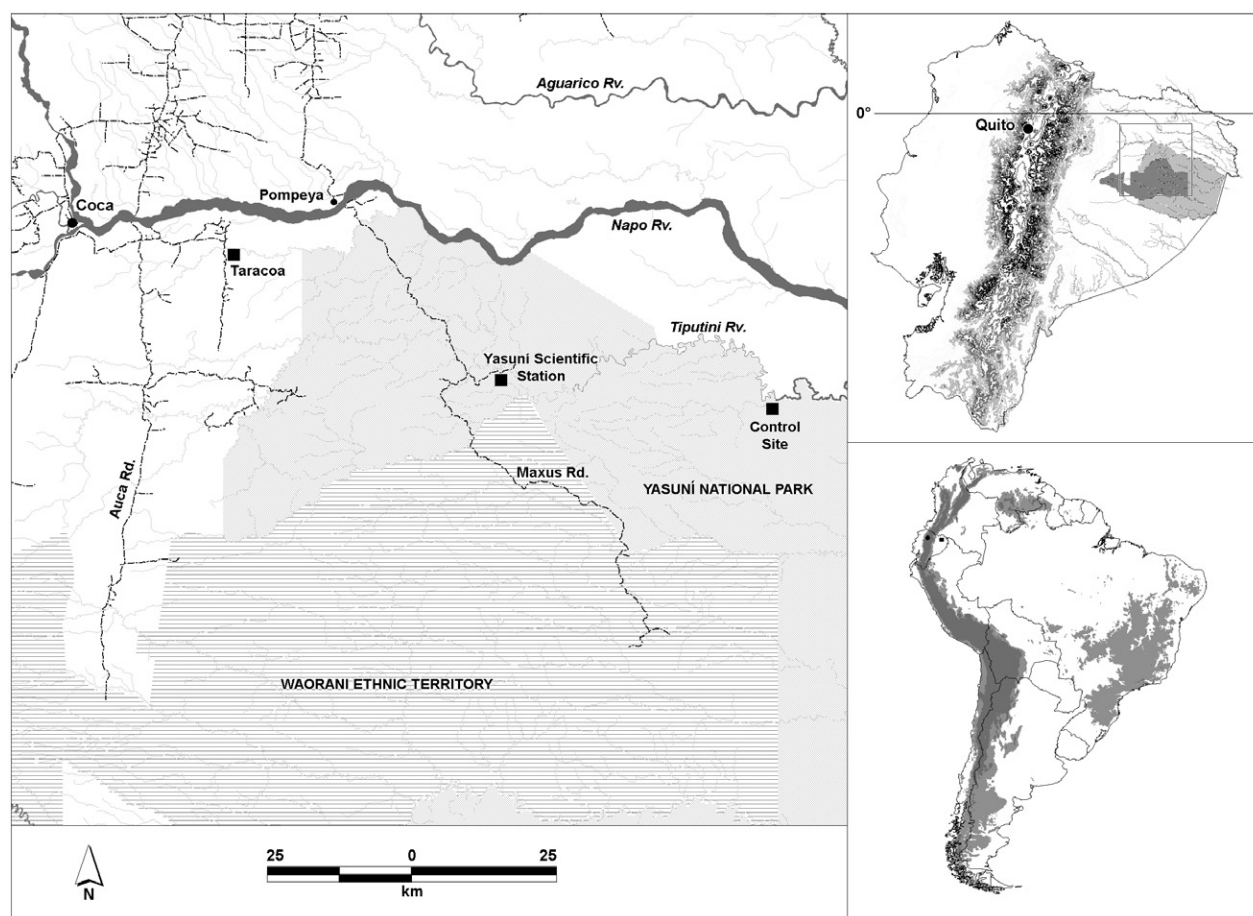 Aguarico Rv.
Pompeya
Coca
Napo Rv.
Taracoa
Tiputini Rv.
Yasuní Scientific
Station
Control
Site
Maxus Rd.
Auca Rd.
YASUNÍ NATIONAL PARK
WAORANI ETHNIC TERRITORY
N
25 0 25
km
0°
Quito